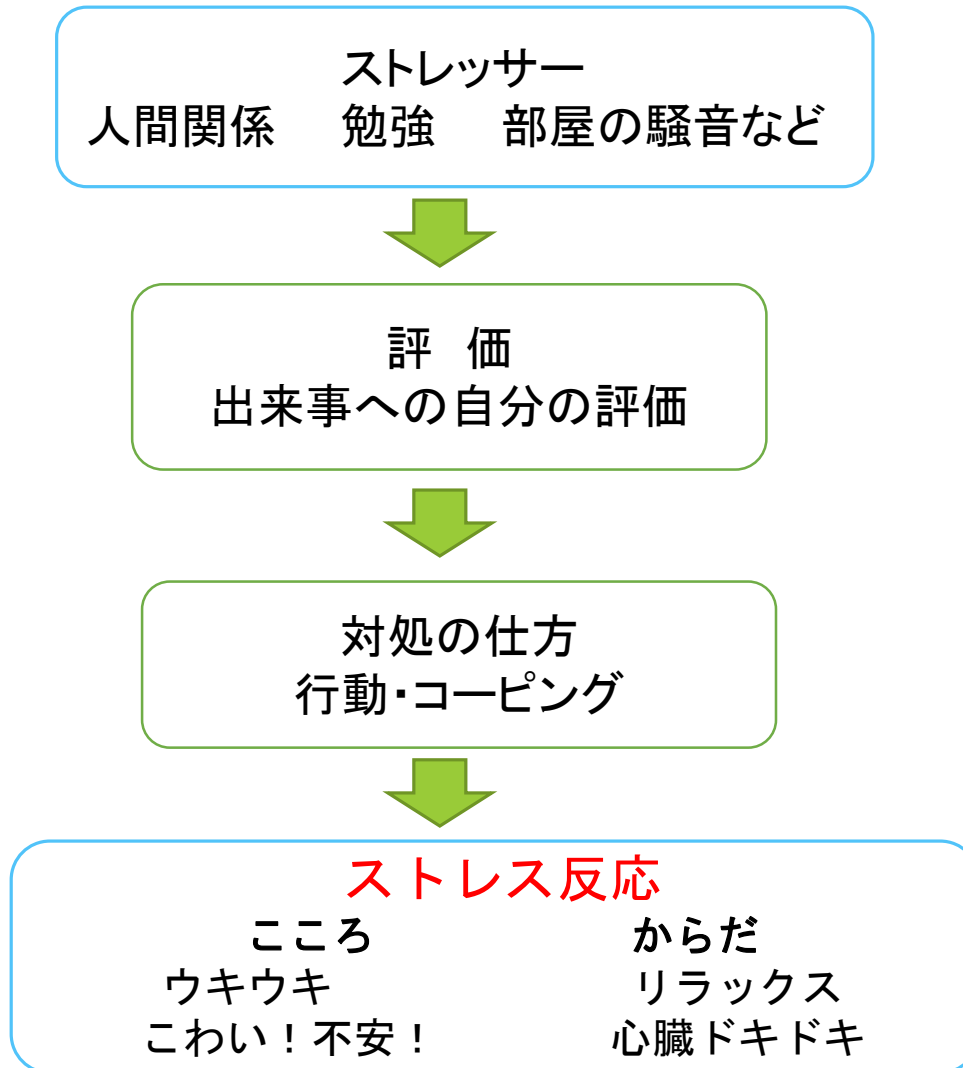 ストレッサー
人間関係　勉強　部屋の騒音など
評　価
出来事への自分の評価
対処の仕方
行動・コーピング
ストレス反応
こころ　からだ
ウキウキ　リラックス
こわい！不安！　心臓ドキドキ